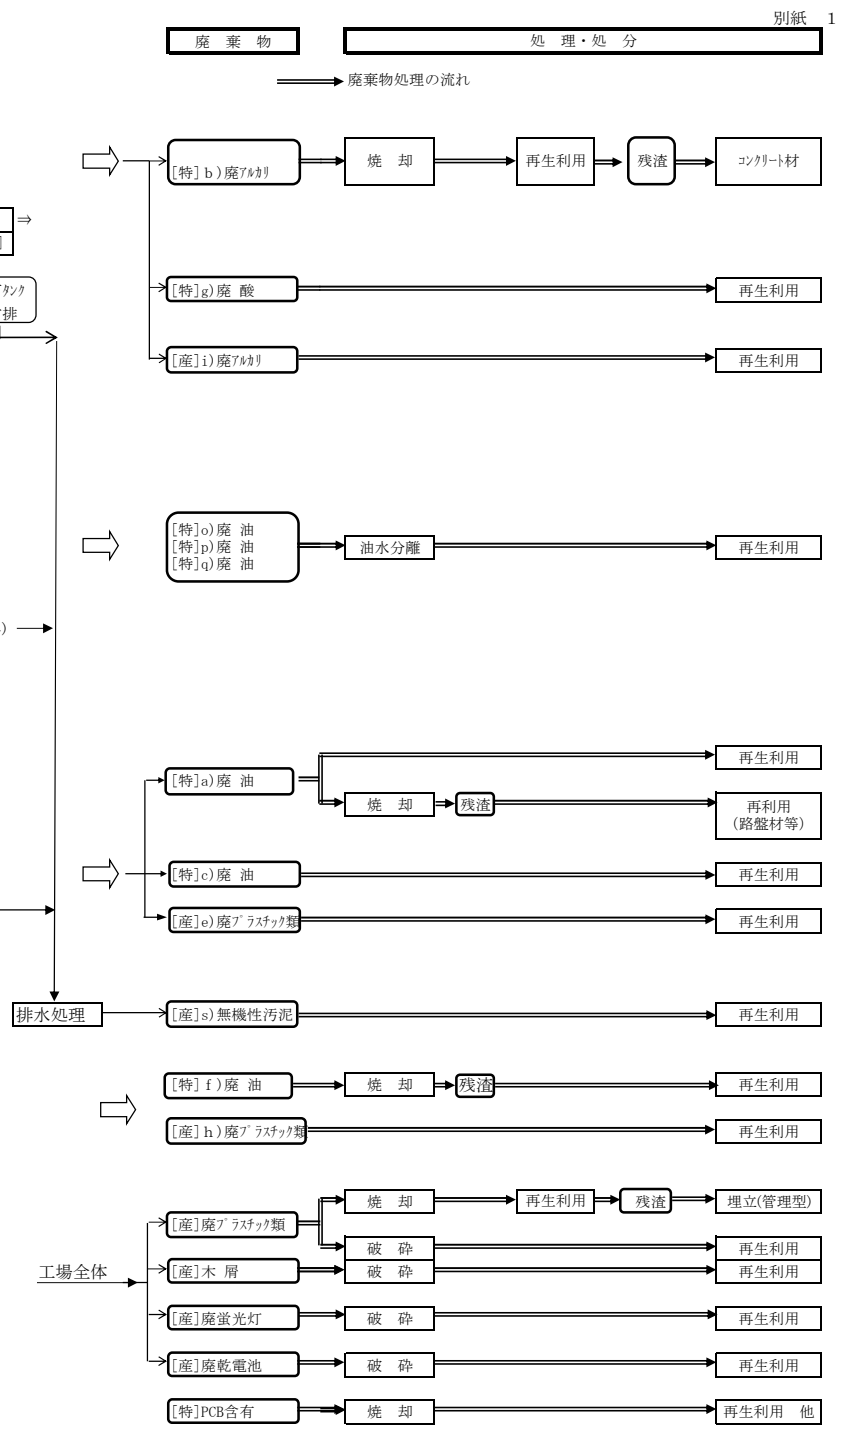 別紙 1
廃 棄 物 処 理・処 分
廃棄物処理の流れ
[特]ｂ)廃ｱﾙｶﾘ 焼 却 再生利用 残渣 ｺﾝｸﾘｰﾄ材
⇒
ﾀﾝｸ
排
[特]g)廃 酸 再生利用
[産]i)廃ｱﾙｶﾘ 再生利用
[特]o)廃 油
[特]p)廃 油 油水分離 再生利用
[特]q)廃 油
)
再生利用
[特]a)廃 油
焼 却 残渣 再利用
(路盤材等)
[特]c)廃 油 再生利用
[産]e)廃ﾌﾟﾗｽﾁｯｸ類 再生利用
排水処理 [産]s)無機性汚泥 再生利用
[特]ｆ)廃 油 焼 却 残渣 再生利用
[産]ｈ)廃ﾌﾟﾗｽﾁｯｸ類 再生利用
焼 却 再生利用 残渣 埋立(管理型)
[産]廃ﾌﾟﾗｽﾁｯｸ類
破 砕 再生利用
工場全体 [産]木 屑 破 砕 再生利用
[産]廃蛍光灯 破 砕 再生利用
[産]廃乾電池 破 砕 再生利用
[特]PCB含有 焼 却 再生利用 他